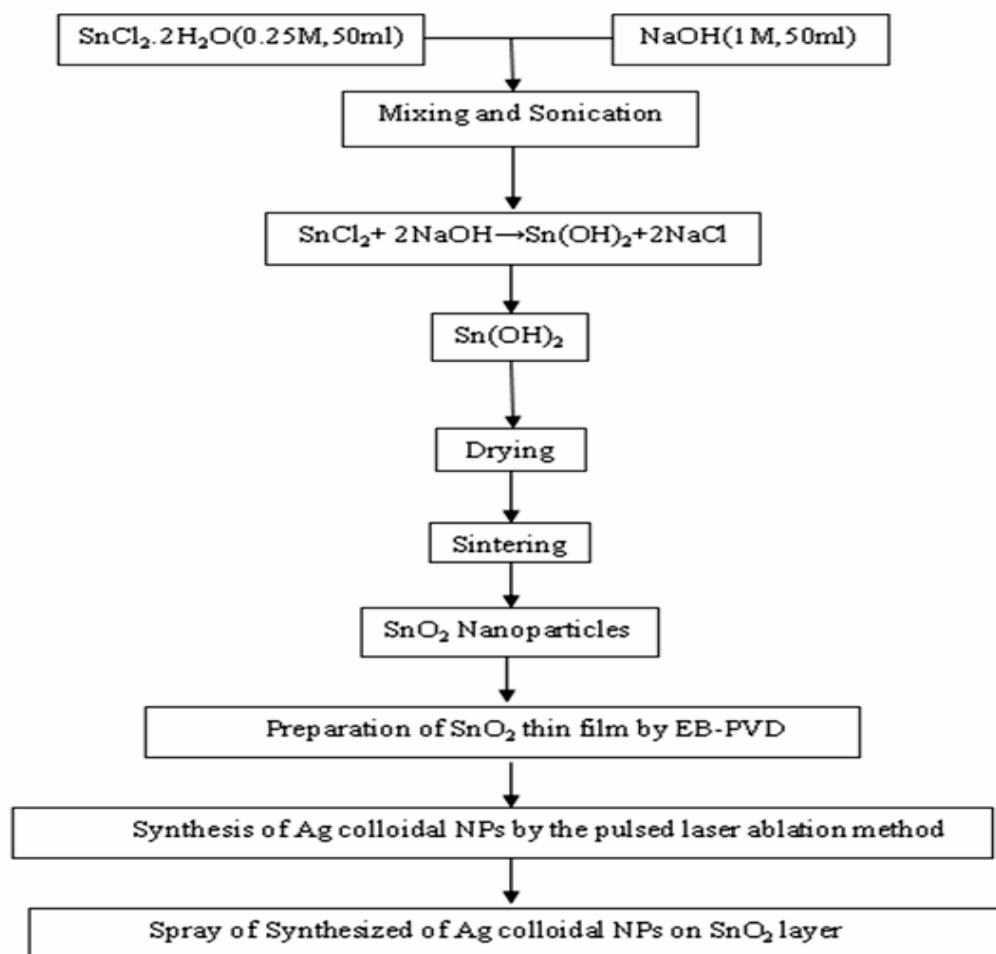 SnCl₂.2H₂O(0.25M,50ml)
NaOH(1M,50ml)
Mixing and Sonication
SnCl₂+ 2NaOH→Sn(OH)₂+2NaCl
Sn(OH)₂
Drying
Sintering
SnO₂ Nanoparticles
Preparation of SnO₂ thin film by EB-PVD
Synthesis of Ag colloidal NPs by the pulsed laser ablation method
Spray of Synthesized of Ag colloidal NPs on SnO₂ layer